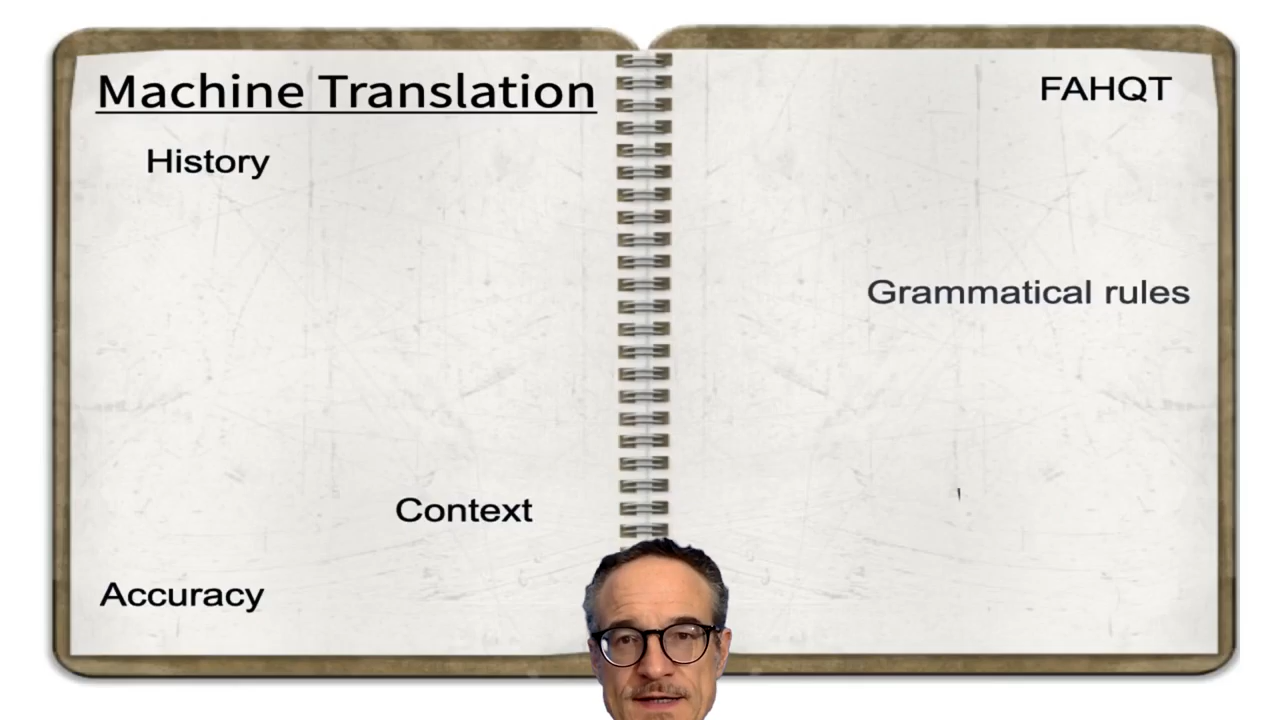 Machine Translation
History
Context
Accuracy
FAHQT
Grammatical rules